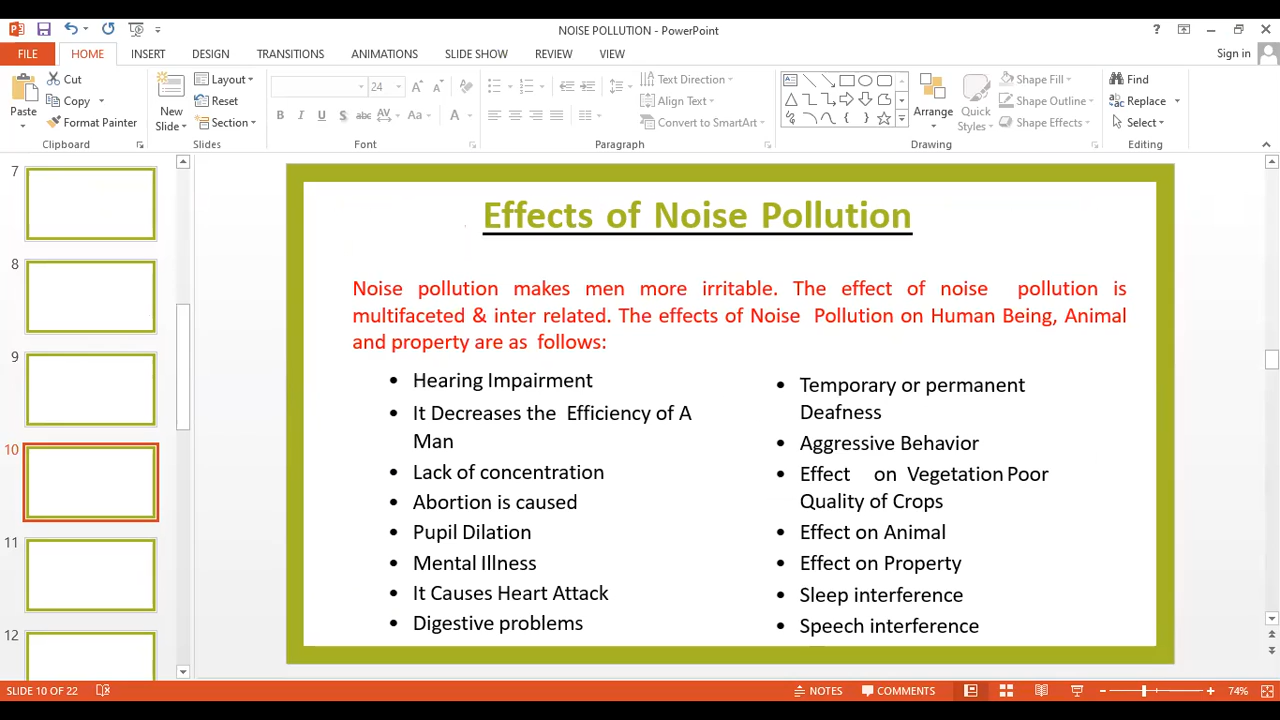 NOISE POLLUTION - PowerPoint
FILE HOME INSERT DESIGN TRANSITIONS ANIMATIONS SLIDE SHOW REVIEW VIEW Sign in
Paste Cut
Copy
Format Painter
Clipboard
New Slide Layout
Reset
Section
Slides
24
B I U S abc AV Aa A
Font
Text Direction
Align Text
Convert to SmartArt
Paragraph
Arrange
Quick Styles
Shape Fill
Shape Outline
Shape Effects
Drawing
Find
Replace
Select
Editing
7
8
9
10
11
12
Effects of Noise Pollution
Noise pollution makes men more irritable. The effect of noise pollution is
multifaceted & inter related. The effects of Noise Pollution on Human Being, Animal
and property are as follows:
• Hearing Impairment
• It Decreases the Efficiency of A
Man
• Lack of concentration
• Abortion is caused
• Pupil Dilation
• Mental Illness
• It Causes Heart Attack
• Digestive problems
• Temporary or permanent
Deafness
• Aggressive Behavior
• Effect on Vegetation Poor
Quality of Crops
• Effect on Animal
• Effect on Property
• Sleep interference
• Speech interference
SLIDE 10 OF 22 NOTES COMMENTS 74%